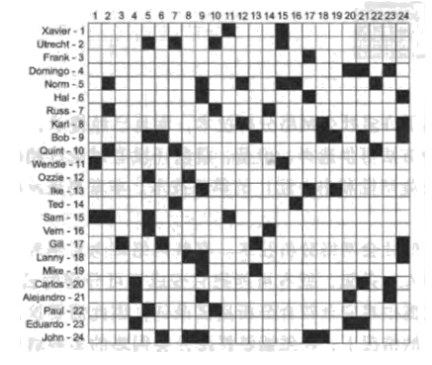 1 2 3 4 5 6 7 8 9 10 11 12 13 14 15 16 17 18 19 20 21 22 23 24
Xavier - 1
Utrecht - 2
Frank - 3
Domingo - 4
Norm - 5
Hal - 6
Russ - 7
Karl - 8
Bob - 9
Quint - 10
Wendle - 11
Ozzie - 12
Ike - 13
Ted - 14
Sam - 15
Vern - 16
Gill - 17
Lanny - 18
Mike - 19
Carlos - 20
Alejandro - 21
Paul - 22
Eduardo - 23
John - 24